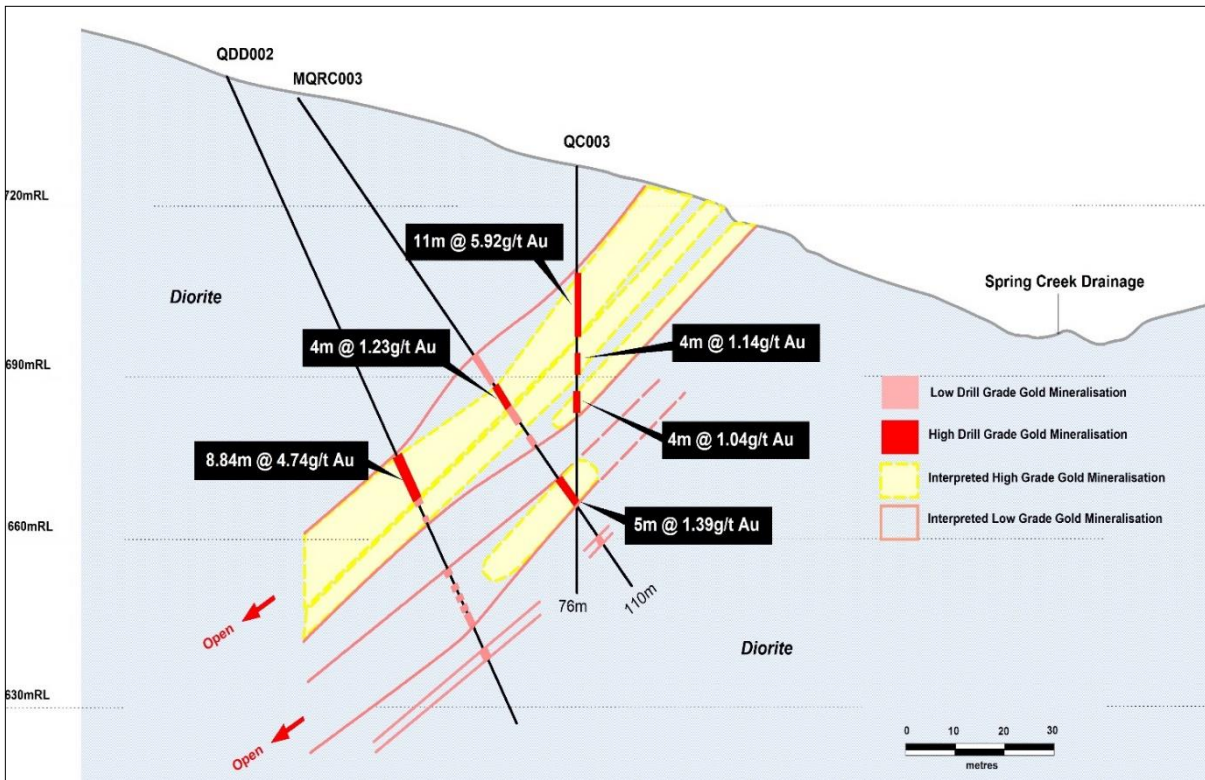 QDD002
MQRC003
QC003
720mRL
11m @ 5.92g/t Au
Spring Creek Drainage
Diorite
4m @ 1.23g/t Au
4m @ 1.14g/t Au
690mRL
Low Drill Grade Gold Mineralisation
High Drill Grade Gold Mineralisation
4m @ 1.04g/t Au
8.84m @ 4.74g/t Au
Interpreted High Grade Gold Mineralisation
Interpreted Low Grade Gold Mineralisation
660mRL
5m @ 1.39g/t Au
76m
110m
Open
Diorite
630mRL
Open
0 10 20 30
metres